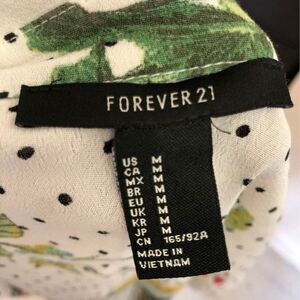 FOREVER 21
US M
CA M
MX M
BR M
EU M
UK M
KR M
JP M
CN 165/92A
MADE IN
VIETNAM